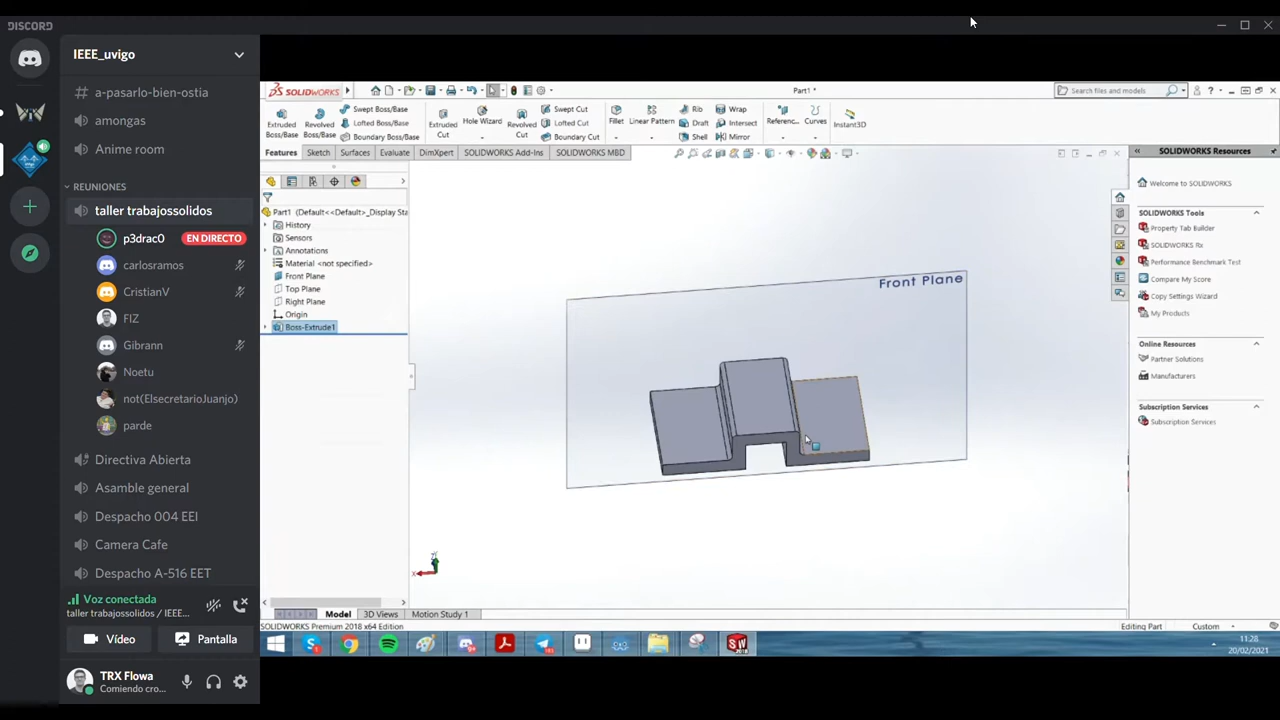 DISCORD
IEEE_uvigo
# a-pasarlo-bien-ostia
amongas
Anime room
REUNIONES
taller trabajossolidos
p3drac0 EN DIRECTO
carlosramos
CristianV
FIZ
Gibrann
Noetu
not(ElsecretarioJuanjo)
parde
Directiva Abierta
Asamble general
Despacho 004 EEI
Camera Cafe
Despacho A-516 EET
Voz conectada
taller trabajossolidos / IEEE...
Vídeo
Pantalla
TRX Flowa
Comiendo cro...
SOLIDWORKS
Part1 *
Search files and models
Extruded Boss/Base
Revolved Boss/Base
Swept Boss/Base
Lofted Boss/Base
Boundary Boss/Base
Extruded Cut
Hole Wizard
Revolved Cut
Swept Cut
Lofted Cut
Boundary Cut
Fillet
Linear Pattern
Rib
Draft
Shell
Wrap
Intersect
Mirror
Referenc...
Curves
Instant3D
Features Sketch Surfaces Evaluate DimXpert SOLIDWORKS Add-Ins SOLIDWORKS MBD
Part1 (Default<<Default>_Display Sta
History
Sensors
Annotations
Material <not specified>
Front Plane
Top Plane
Right Plane
Origin
Boss-Extrude1
Front Plane
X
SOLIDWORKS Resources
Welcome to SOLIDWORKS
SOLIDWORKS Tools
Property Tab Builder
SOLIDWORKS Rx
Performance Benchmark Test
Compare My Score
Copy Settings Wizard
My Products
Online Resources
Partner Solutions
Manufacturers
Subscription Services
Subscription Services
Model 3D Views Motion Study 1
SOLIDWORKS Premium 2018 x64 Edition
Editing Part
Custom
11:28
20/02/2021